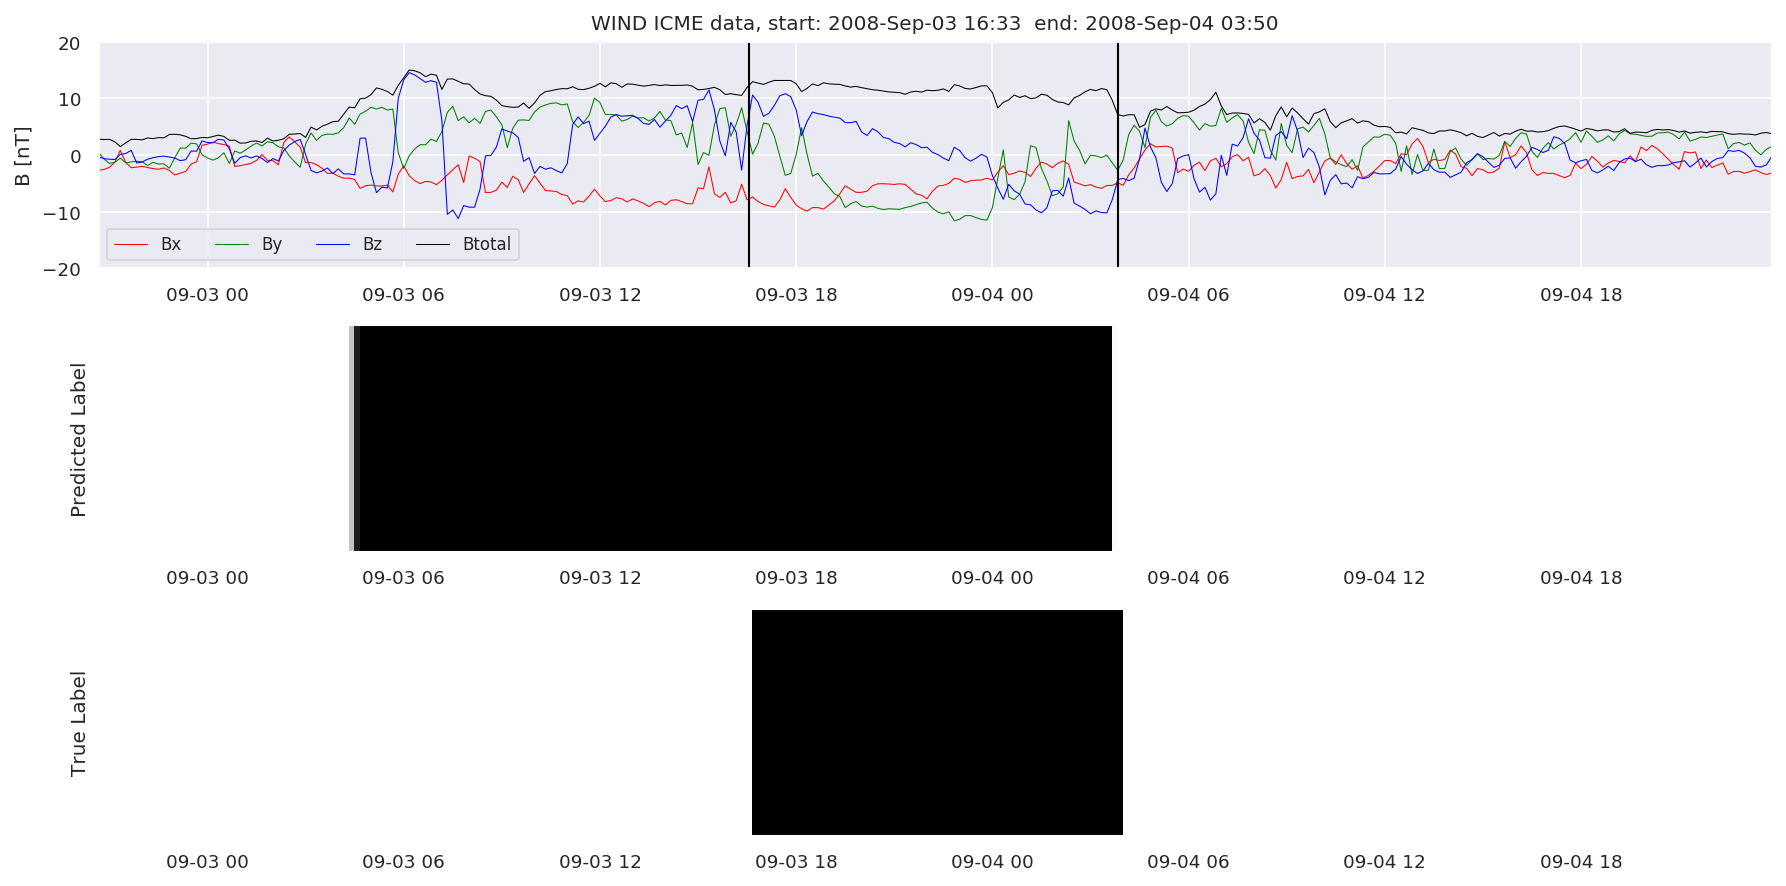 WIND ICME data, start: 2008-Sep-03 16:33  end: 2008-Sep-04 03:50
B [nT]
20
10
0
−10
−20
Bx By Bz Btotal
09-03 00 09-03 06 09-03 12 09-03 18 09-04 00 09-04 06 09-04 12 09-04 18
Predicted Label
09-03 00 09-03 06 09-03 12 09-03 18 09-04 00 09-04 06 09-04 12 09-04 18
True Label
09-03 00 09-03 06 09-03 12 09-03 18 09-04 00 09-04 06 09-04 12 09-04 18